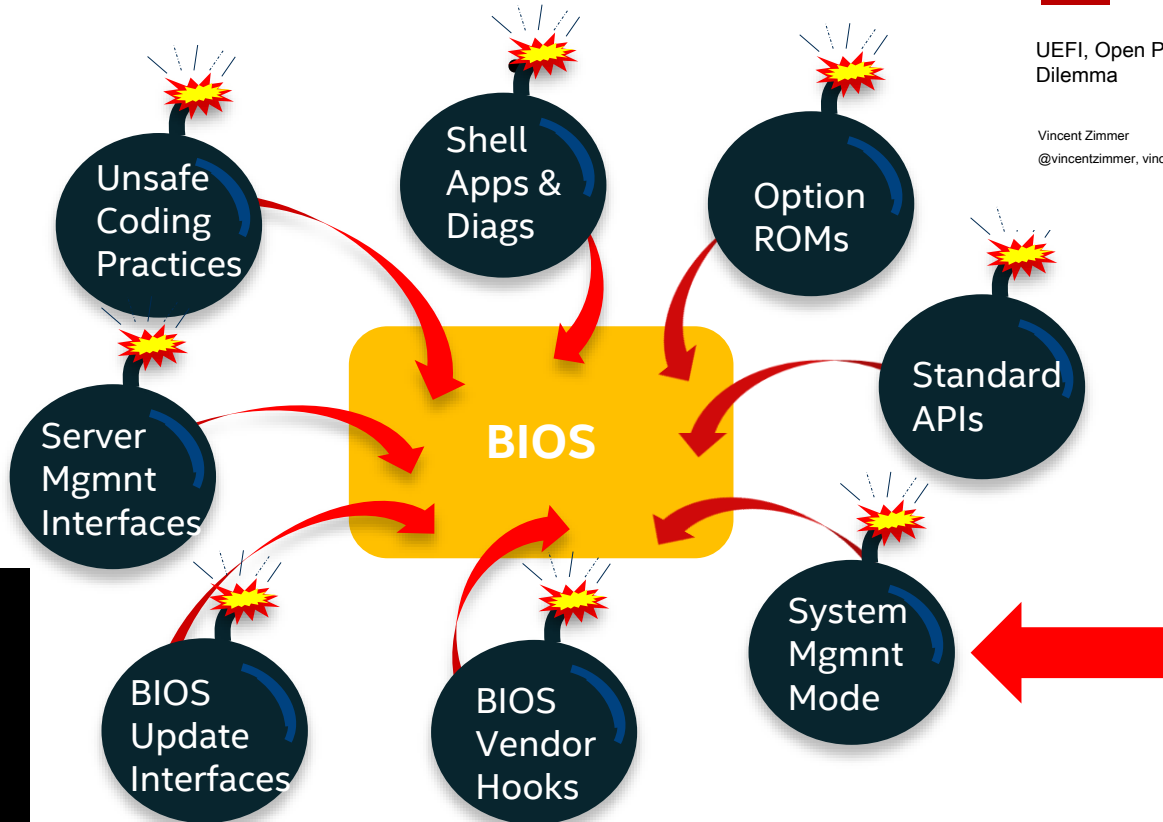 UEFI, Open P
Dilemma
Vincent Zimmer
@vincentzimmer, vinc
Unsafe
Coding
Practices
Shell
Apps &
Diags
Option
ROMs
Standard
APIs
Server
Mgmnt
Interfaces
BIOS
System
Mgmnt
Mode
BIOS
Update
Interfaces
BIOS
Vendor
Hooks